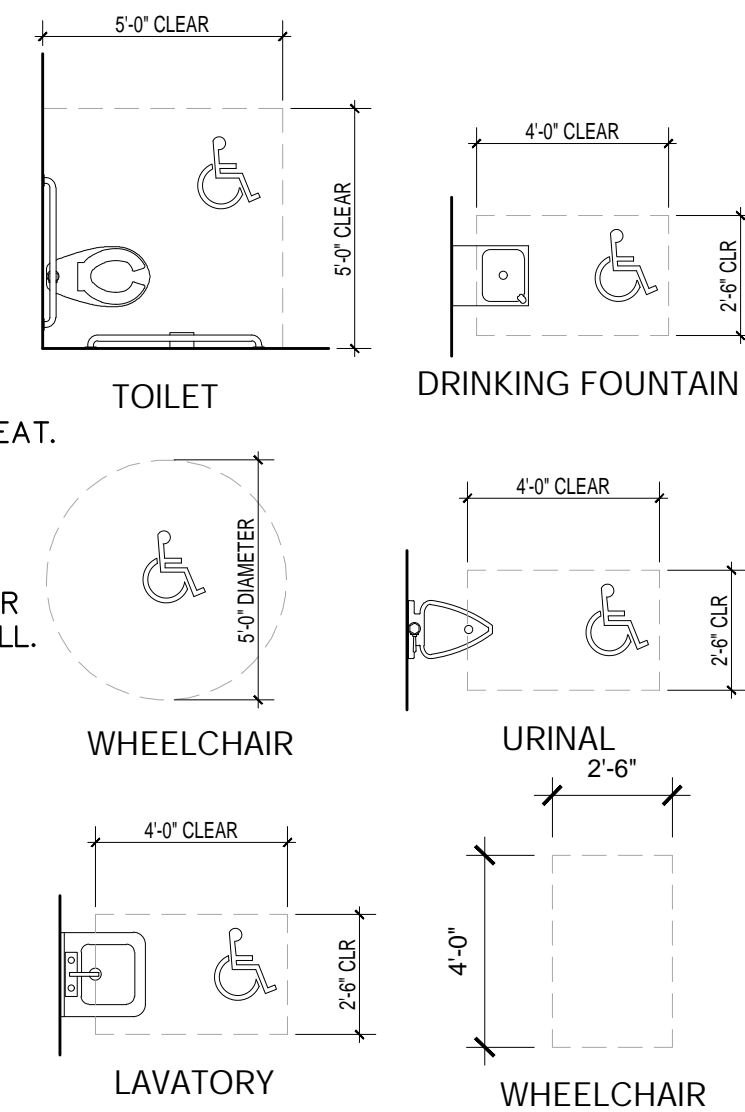 5'-0" CLEAR
5'-0" CLEAR
TOILET
4'-0" CLEAR
2'-6" CLR
DRINKING FOUNTAIN
EAT.
R
LL.
5'-0" DIAMETER
WHEELCHAIR
4'-0" CLEAR
2'-6" CLR
URINAL
4'-0" CLEAR
2'-6" CLR
LAVATORY
2'-6"
4'-0"
WHEELCHAIR